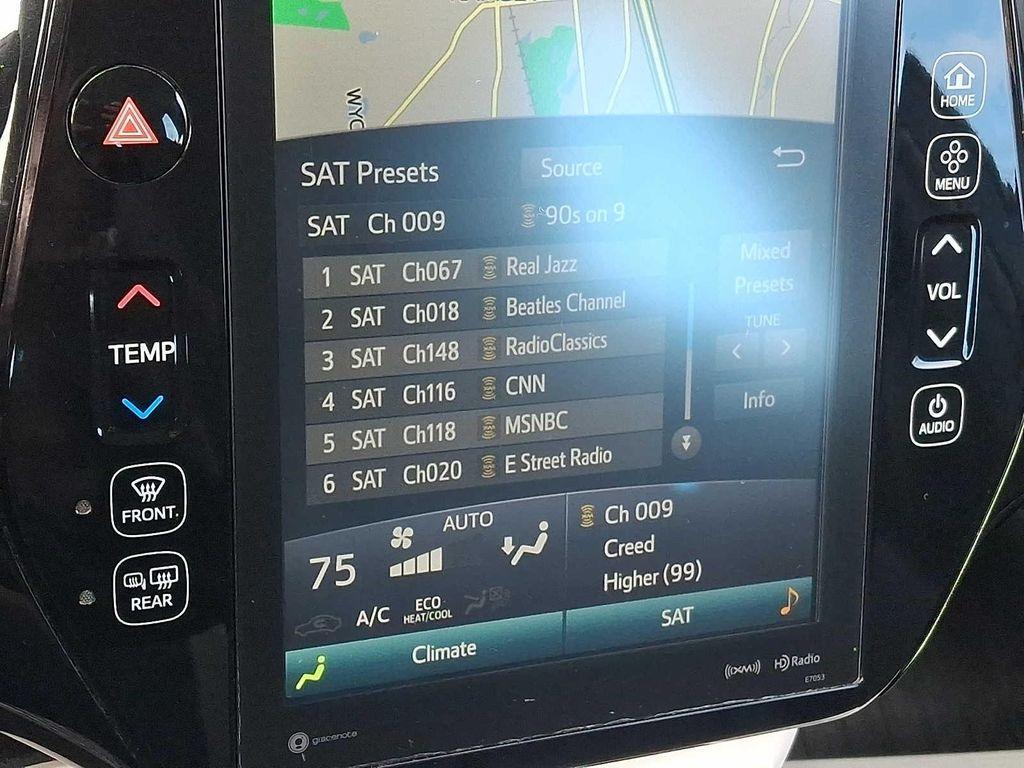 WYO
HOME
MENU
SAT Presets
Source
SAT Ch 009 90s on 9
1 SAT Ch067 Real Jazz
2 SAT Ch018 Beatles Channel
3 SAT Ch148 RadioClassics
4 SAT Ch116 CNN
5 SAT Ch118 MSNBC
6 SAT Ch020 E Street Radio
Mixed
Presets
TUNE
Info
VOL
AUDIO
TEMP
FRONT
REAR
75
AUTO
A/C
ECO
HEAT/COOL
Climate
Ch 009
Creed
Higher (99)
SAT
((XM))
HD Radio
E7053
gracenote